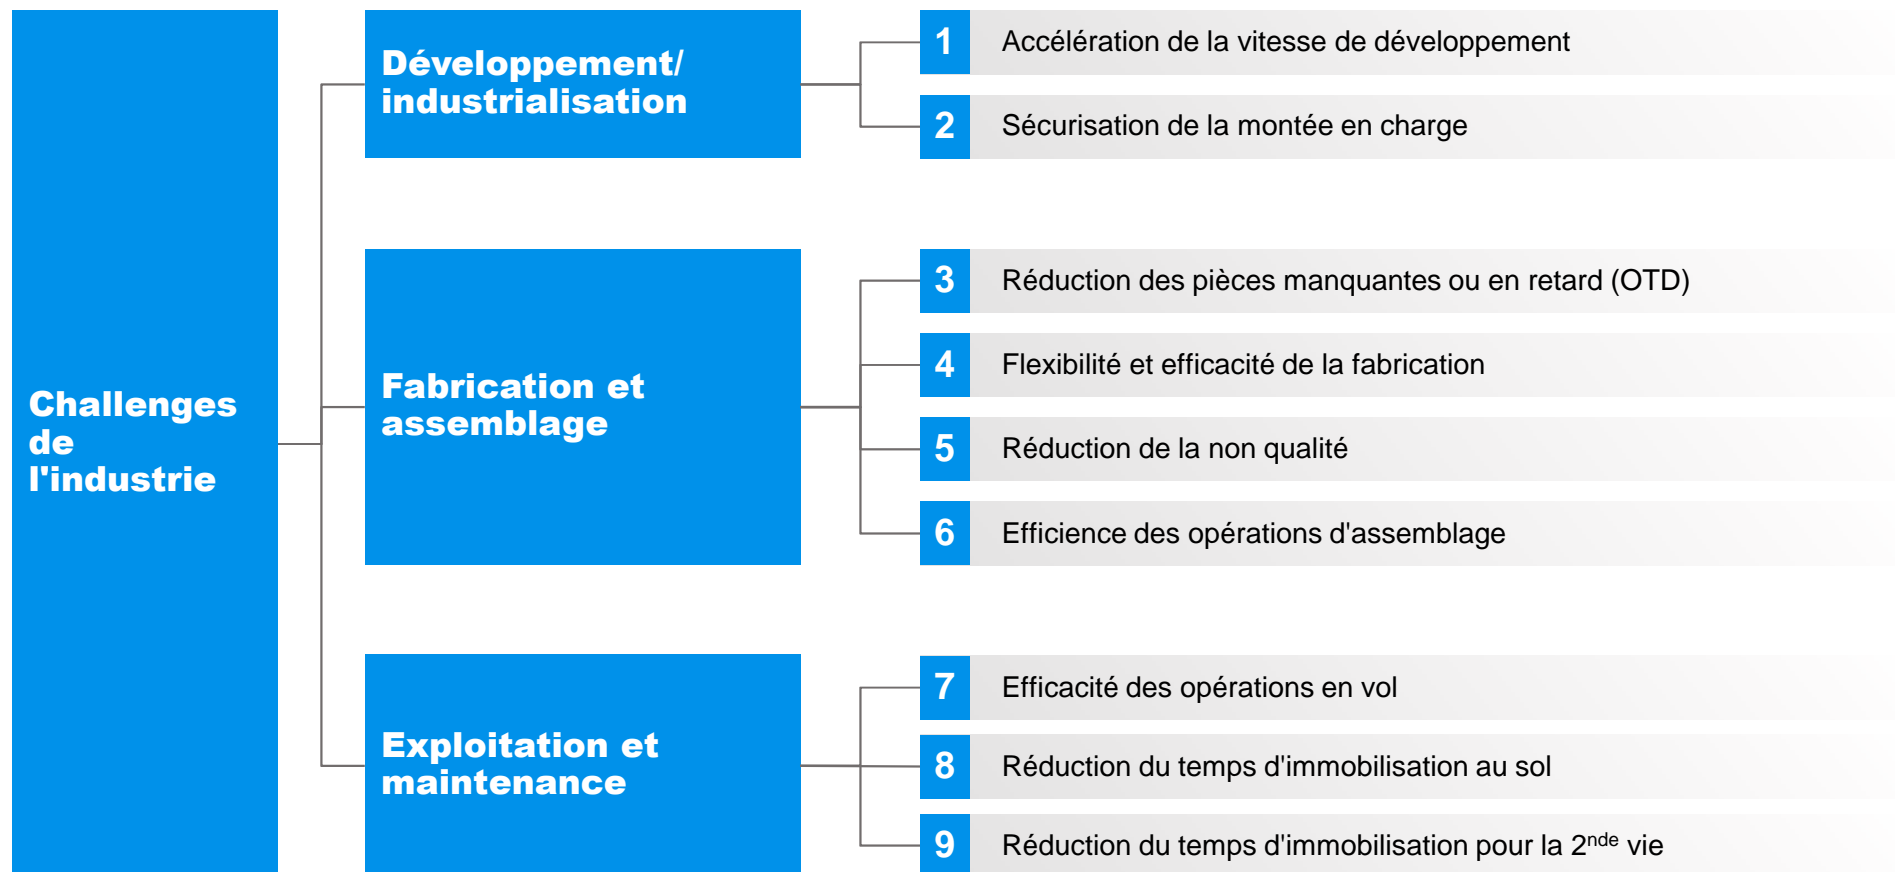 Challenges
de
l'industrie
Développement/
industrialisation
1 Accélération de la vitesse de développement
2 Sécurisation de la montée en charge
Fabrication et
assemblage
3 Réduction des pièces manquantes ou en retard (OTD)
4 Flexibilité et efficacité de la fabrication
5 Réduction de la non qualité
6 Efficience des opérations d'assemblage
Exploitation et
maintenance
7 Efficacité des opérations en vol
8 Réduction du temps d'immobilisation au sol
9 Réduction du temps d'immobilisation pour la 2nde vie